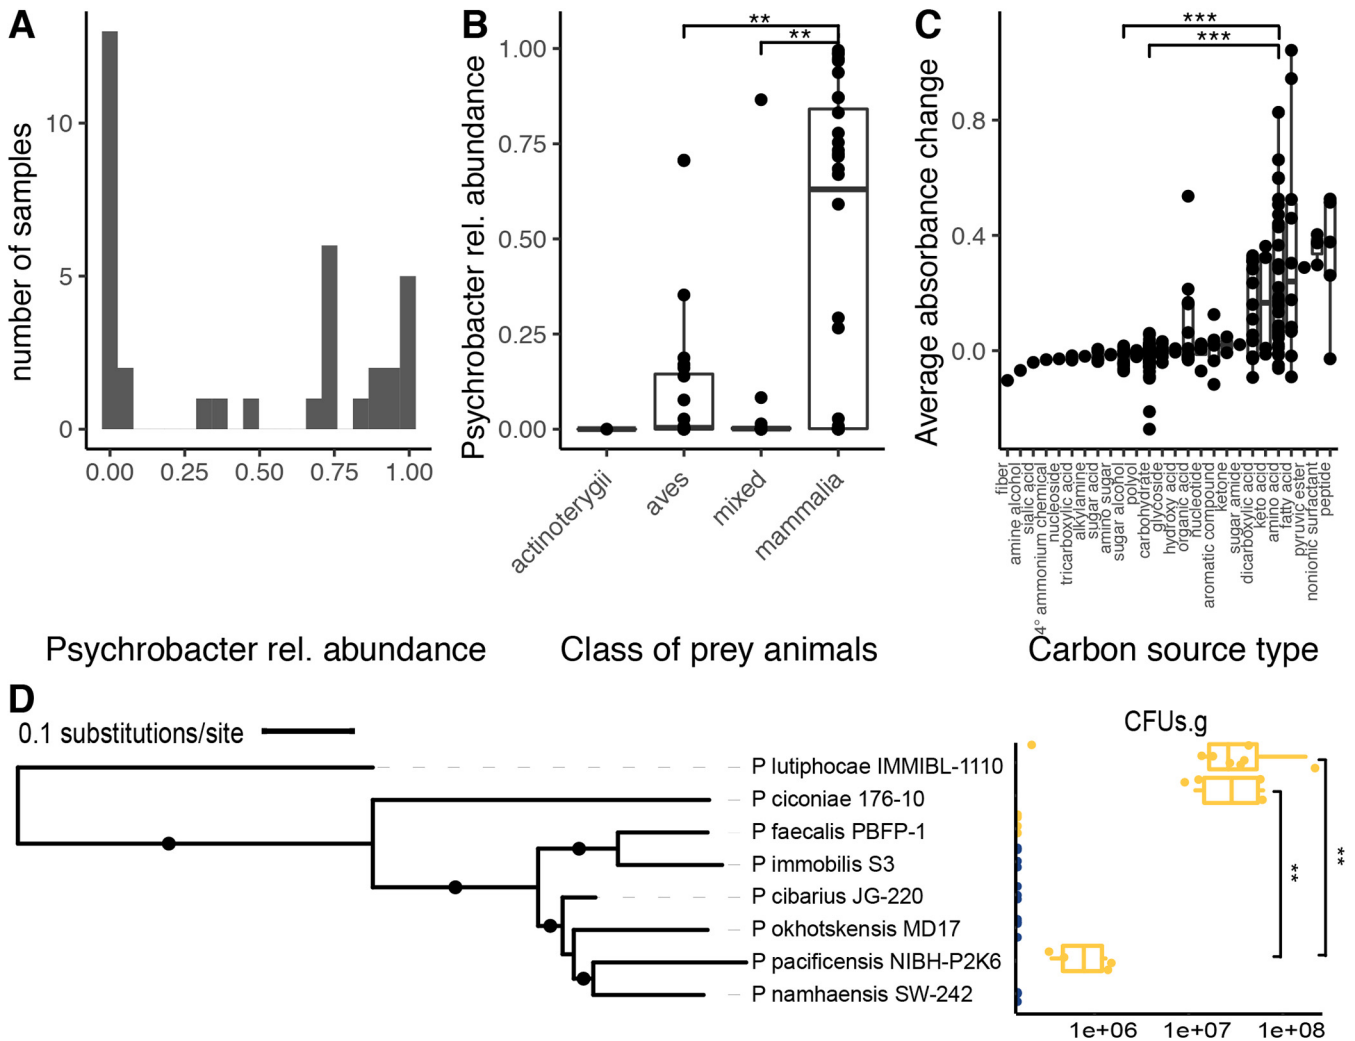 A
number of samples
10
5
0
0.00 0.25 0.50 0.75 1.00
Psychrobacter rel. abundance
B
Psychrobacter rel. abundance
1.00
0.75
0.50
0.25
0.00
**
**
actinoterygii
aves
mixed
mammalia
Class of prey animals
C
Average absorbance change
0.8
0.4
0.0
***
***
fiber
amine alcohol
sialic acid
4° ammonium chemical
nucleoside
tricarboxylic acid
alkylamine
sugar acid
amino sugar
sugar alcohol
polyol
carbohydrate
glycoside
hydroxy acid
organic acid
nucleotide
aromatic compound
ketone
sugar amide
dicarboxylic acid
keto acid
amino acid
fatty acid
pyruvic ester
nonionic surfactant
peptide
Carbon source type
D
0.1 substitutions/site
CFUs.g
P lutiphocae IMMIBL-1110
P ciconiae 176-10
P faecalis PBFP-1
P immobilis S3
P cibarius JG-220
P okhotskensis MD17
P pacificensis NIBH-P2K6
P namhaensis SW-242
**
**
1e+06 1e+07 1e+08